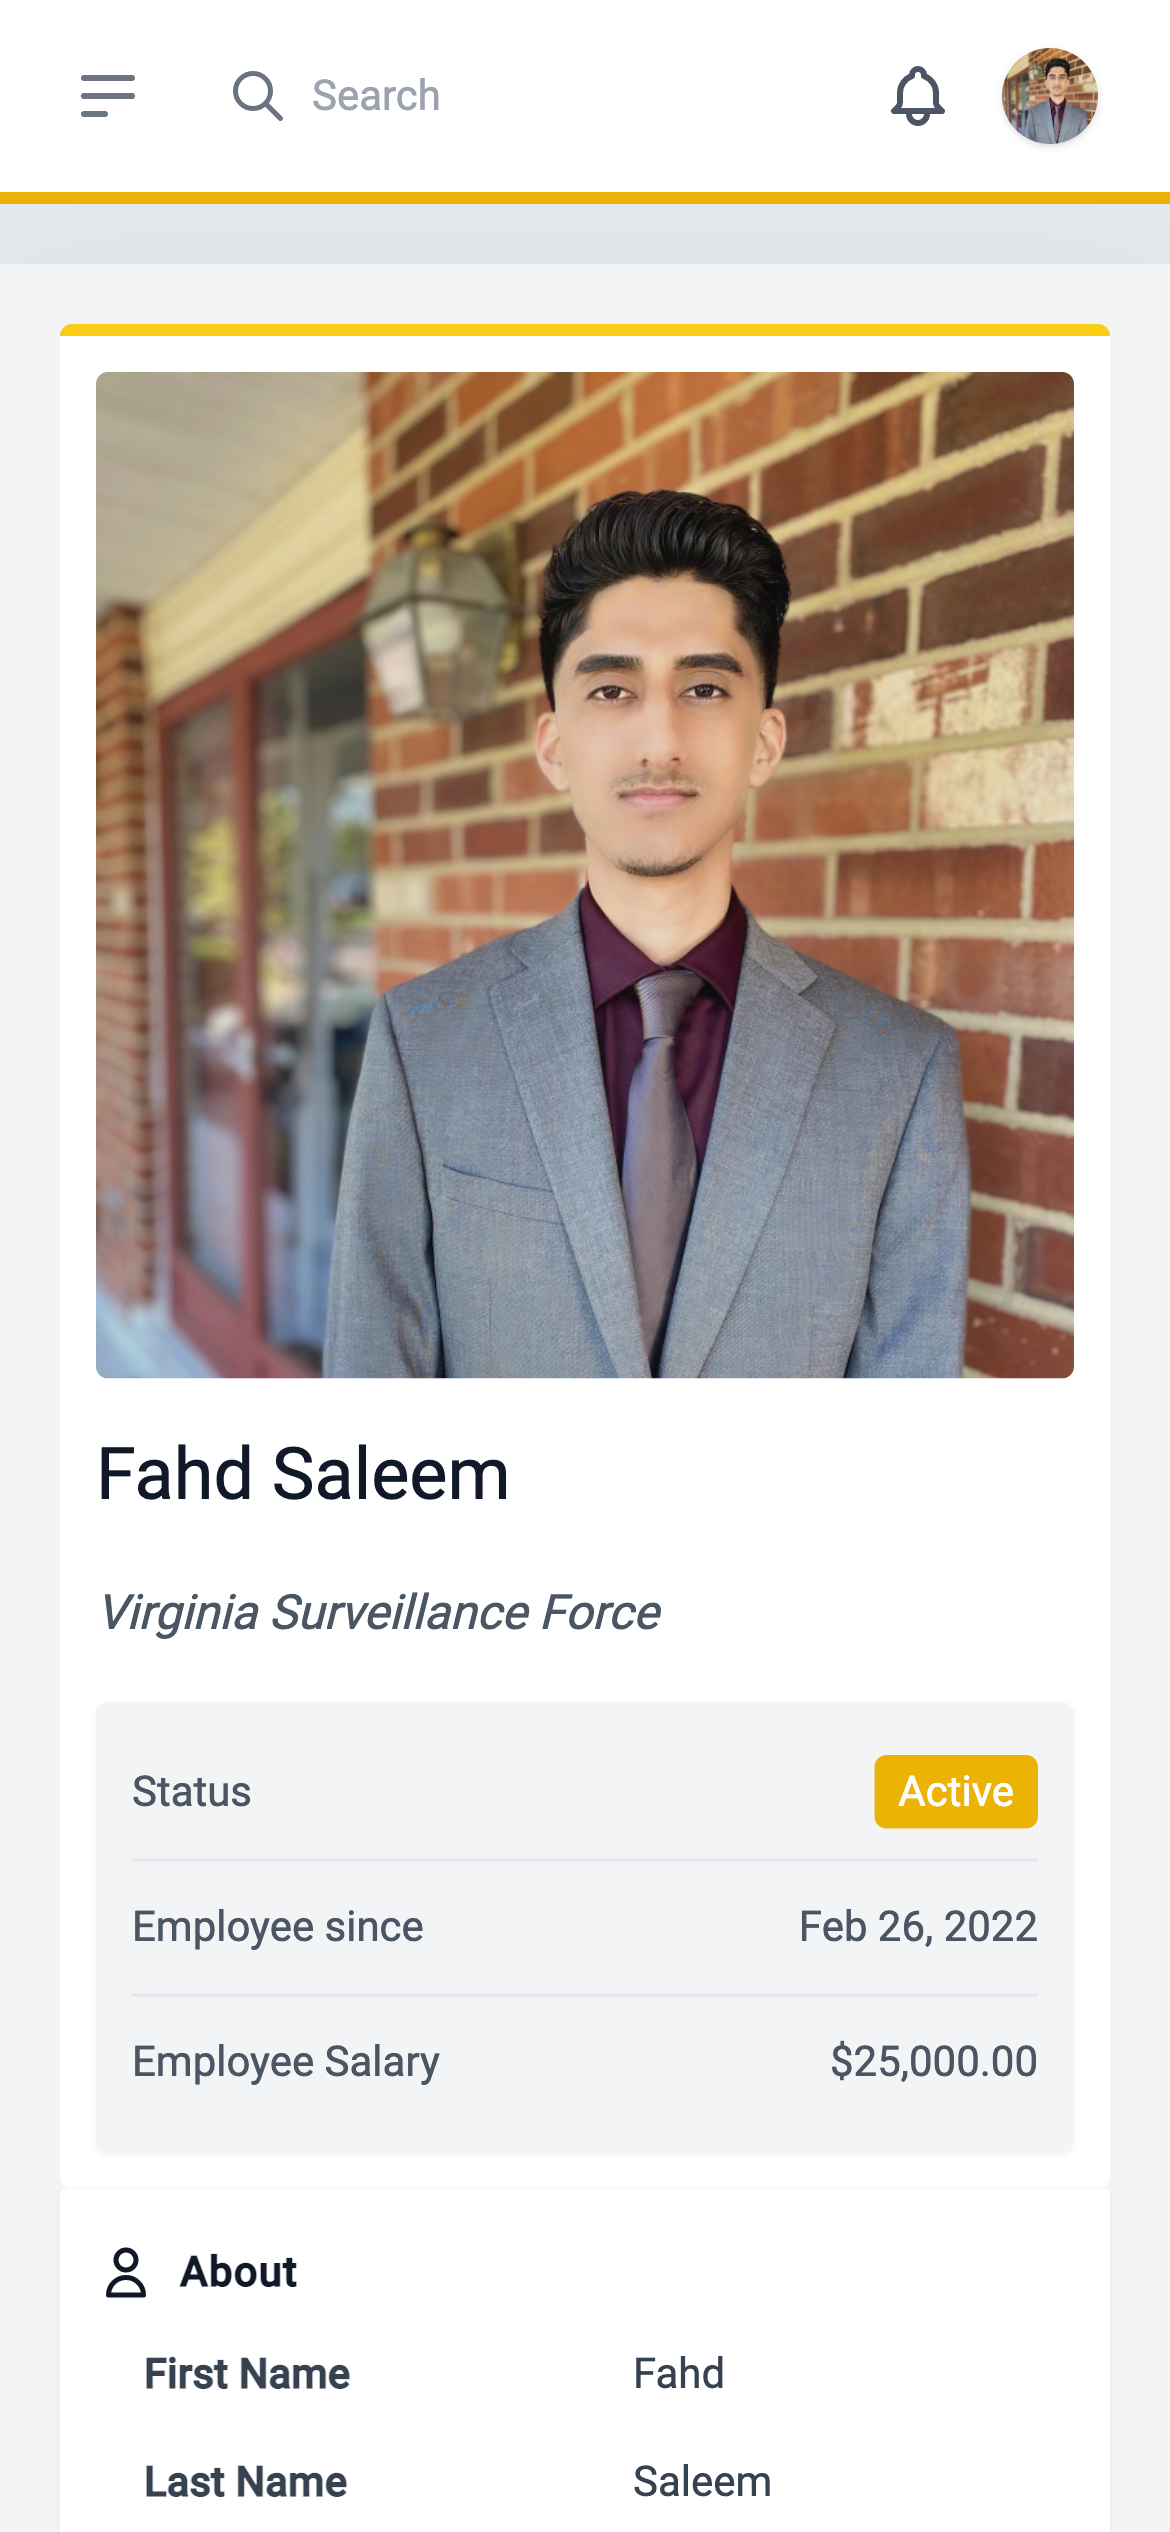 Search
Fahd Saleem
Virginia Surveillance Force
Status Active
Employee since Feb 26, 2022
Employee Salary $25,000.00
About
First Name Fahd
Last Name Saleem